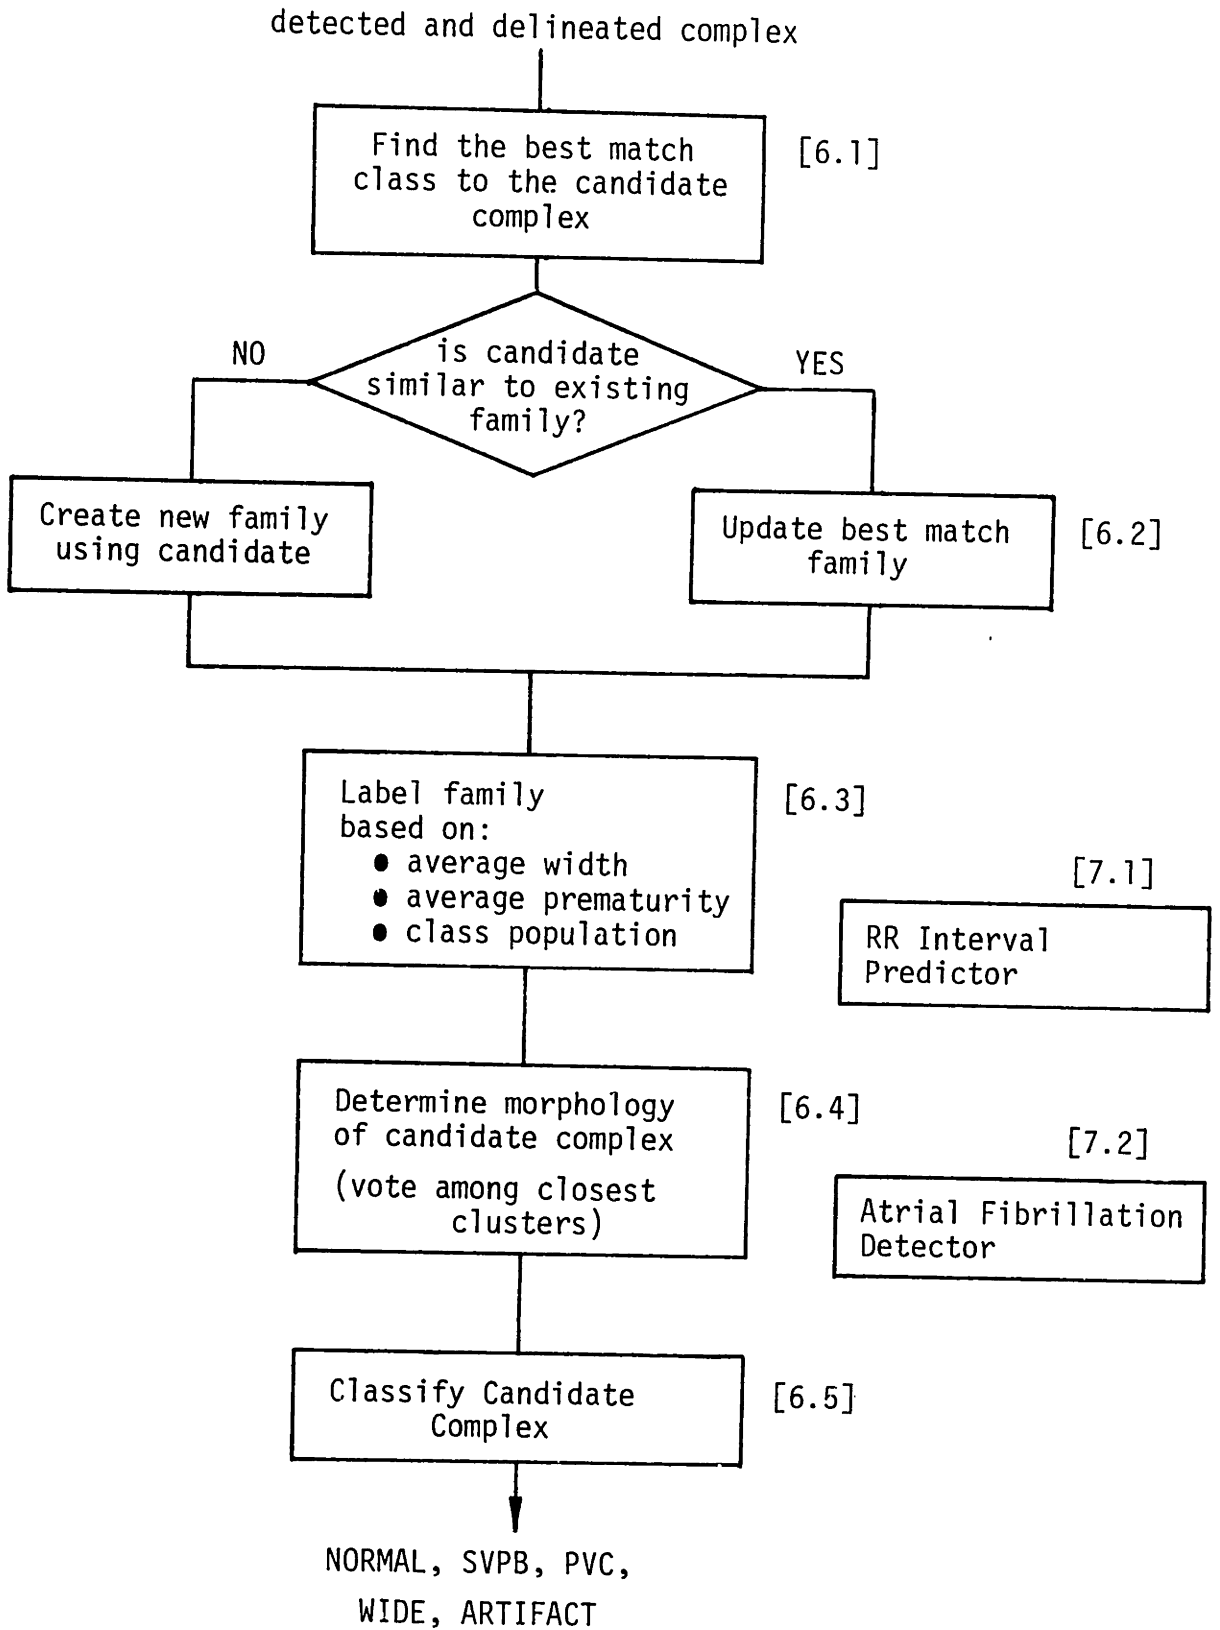 detected and delineated complex
Find the best match
class to the candidate
complex
[6.1]
is candidate
similar to existing
family?
NO
YES
Create new family
using candidate
Update best match
family
[6.2]
Label family
based on:
● average width
● average prematurity
● class population
[6.3]
[7.1]
RR Interval
Predictor
Determine morphology
of candidate complex
(vote among closest
clusters)
[6.4]
[7.2]
Atrial Fibrillation
Detector
Classify Candidate
Complex
[6.5]
NORMAL, SVPB, PVC,
WIDE, ARTIFACT